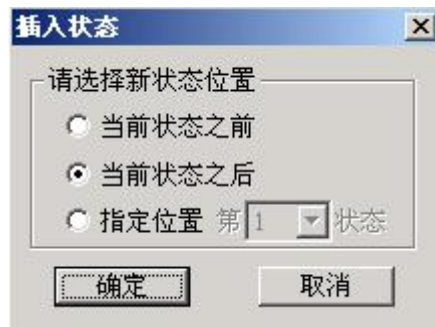 插入状态
请选择新状态位置
当前状态之前
当前状态之后
指定位置 第 1 状态
确定 取消